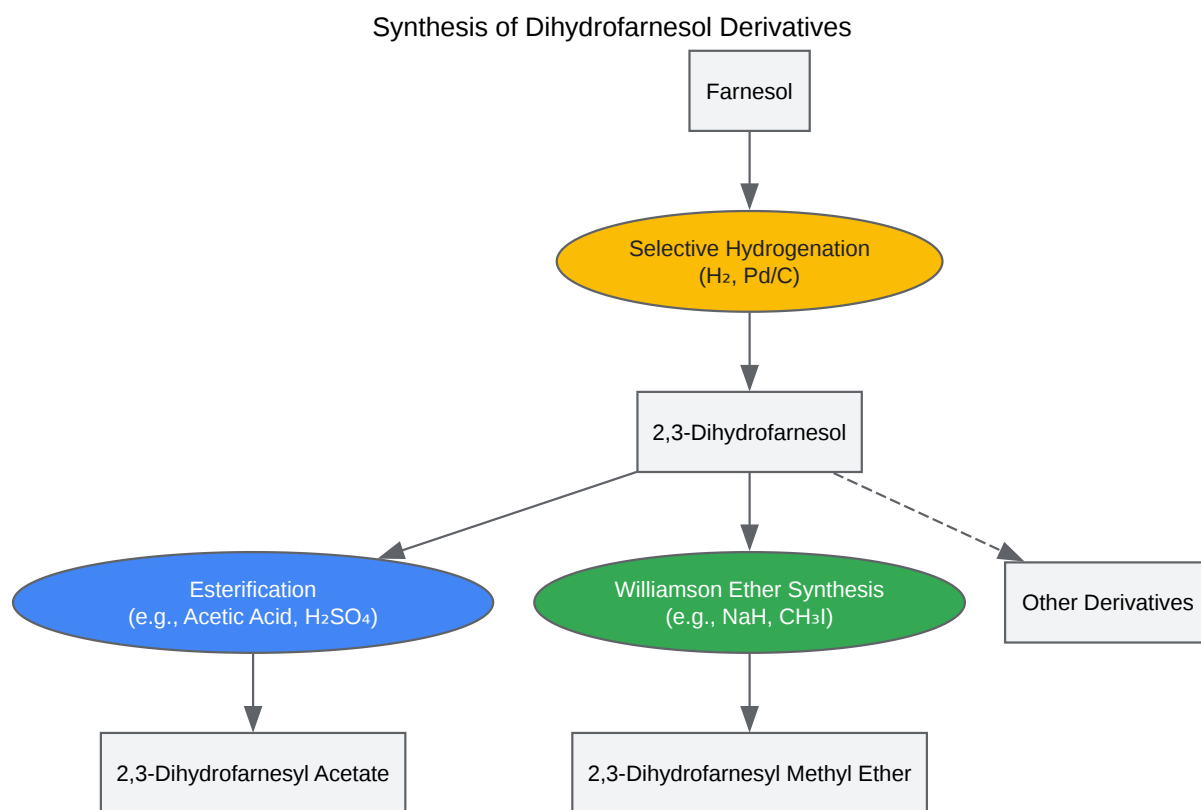 Synthesis of Dihydrofarnesol Derivatives
Farnesol
Selective Hydrogenation
(H₂, Pd/C)
2,3-Dihydrofarnesol
Esterification
(e.g., Acetic Acid, H₂SO₄)
Williamson Ether Synthesis
(e.g., NaH, CH₃I)
Other Derivatives
2,3-Dihydrofarnesyl Acetate
2,3-Dihydrofarnesyl Methyl Ether